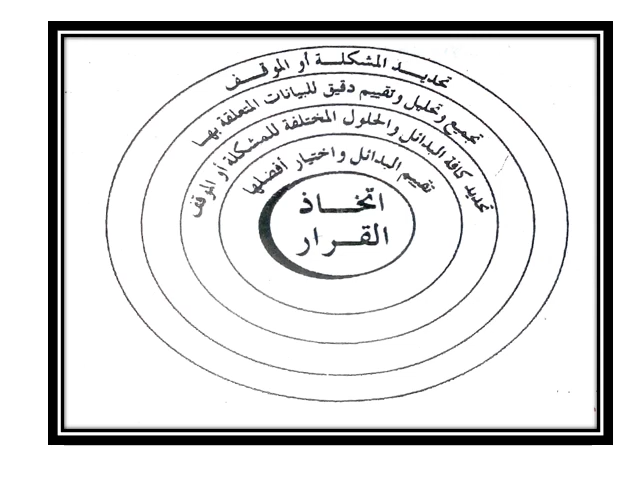 تحديد المشكلة أو الموقف
تجميع وتحليل وتقييم دقيق للبيانات المتعلقة بها
تحديد كافة البدائل والحلول المختلفة للمشكلة أو الموقف
تقييم البدائل واختيار أفضلها
اتخاذ
القرار